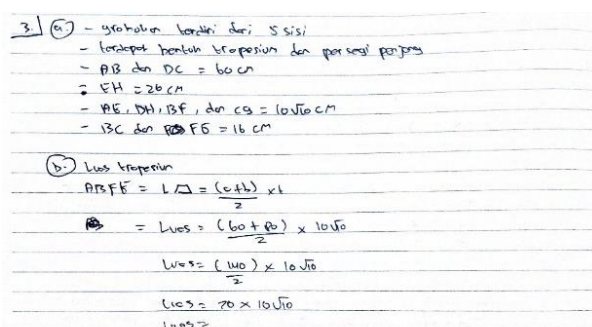 3. a. - grobolan terdiri dari 5 sisi
- terdapat bentuk trapesium dan persegi panjang
- AB dan DC = 60 cm
- EH = 26 cm
- AE, DH, BF, dan CG = 10√10 cm
- BC dan FG = 16 cm
b. Luas trapesium
ABFE = L = (a+b)/2 × t
= Luas = (60 + 80)/2 × 10√10
Luas = (140)/2 × 10√10
Luas = 70 × 10√10
Luas =